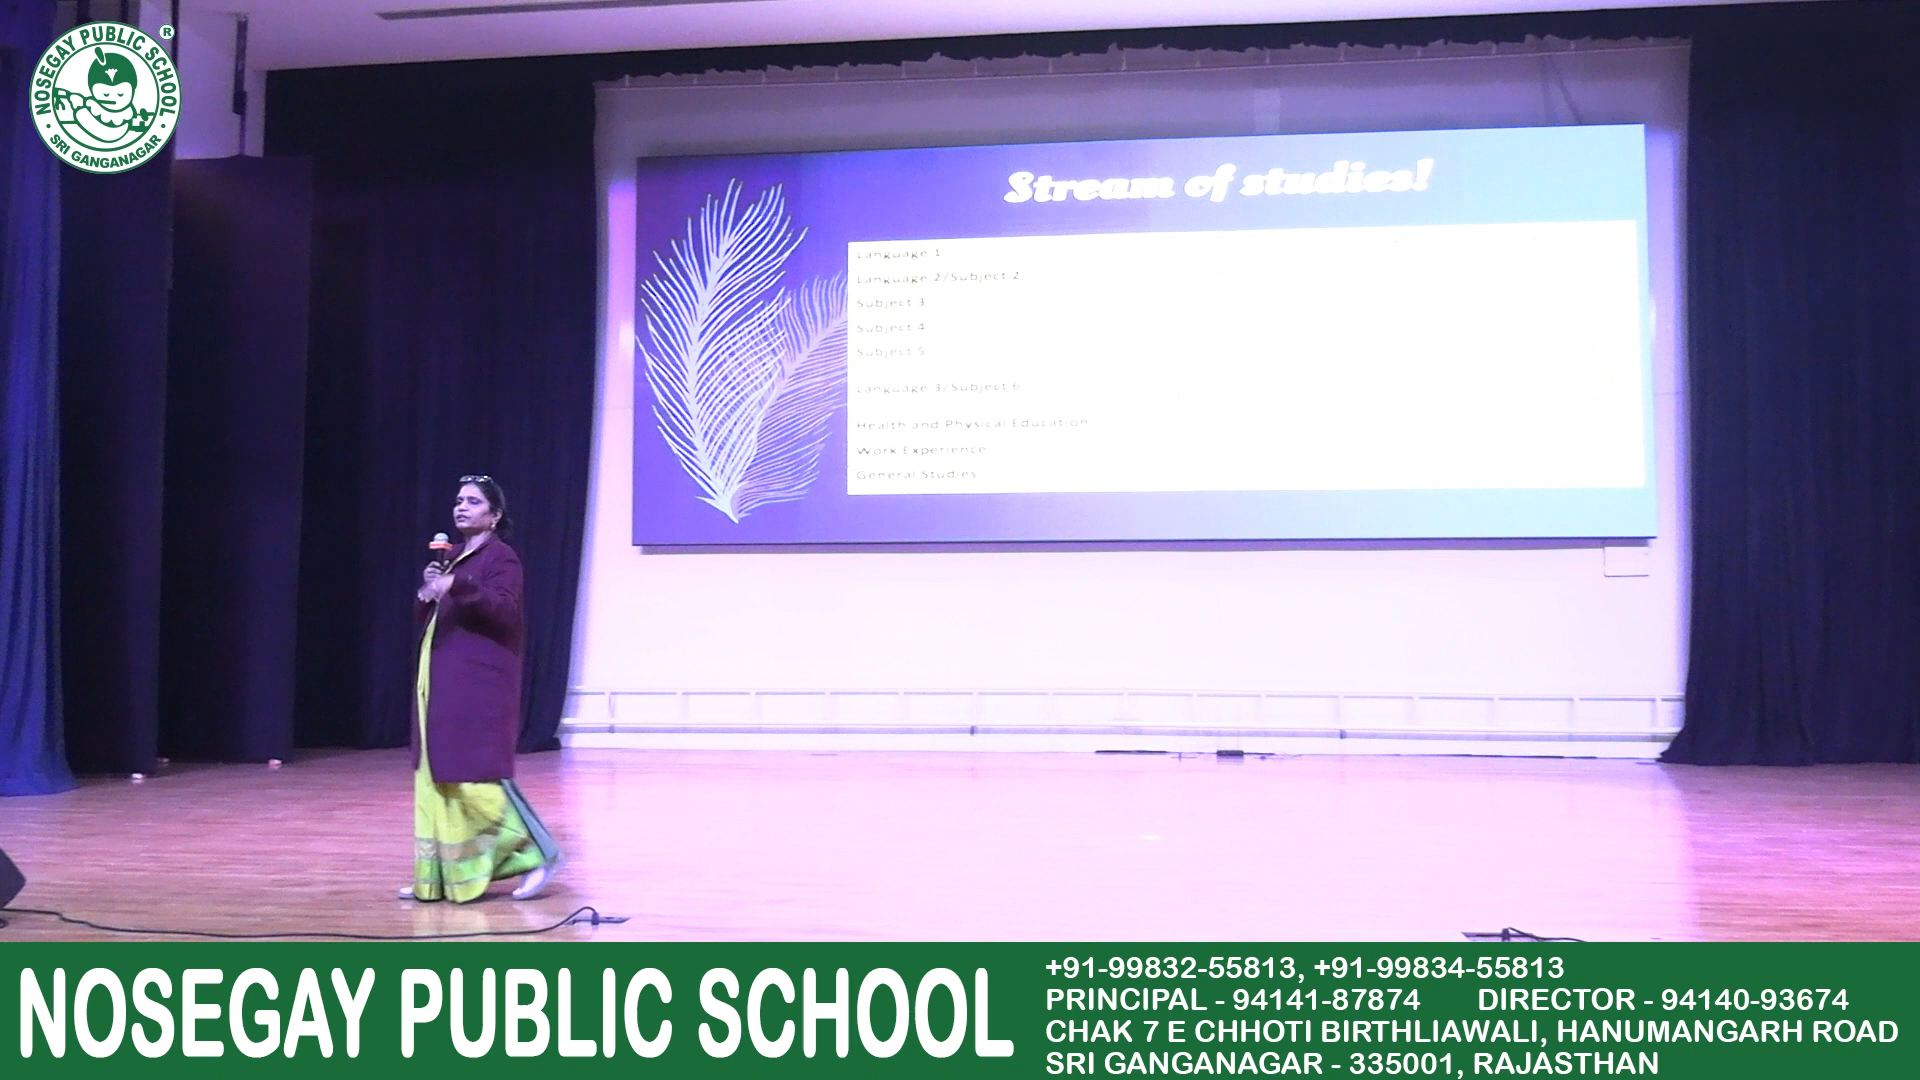 NOSEGAY PUBLIC SCHOOL
· SRI GANGANAGAR ·
®
Stream of studies!
Language 1
Language 2/Subject 2
Subject 3
Subject 4
Subject 5
Language 3/Subject 6
Health and Physical Education
Work Experience
General Studies
NOSEGAY PUBLIC SCHOOL
+91-99832-55813, +91-99834-55813
PRINCIPAL - 94141-87874 DIRECTOR - 94140-93674
CHAK 7 E CHHOTI BIRTHLIAWALI, HANUMANGARH ROAD
SRI GANGANAGAR - 335001, RAJASTHAN